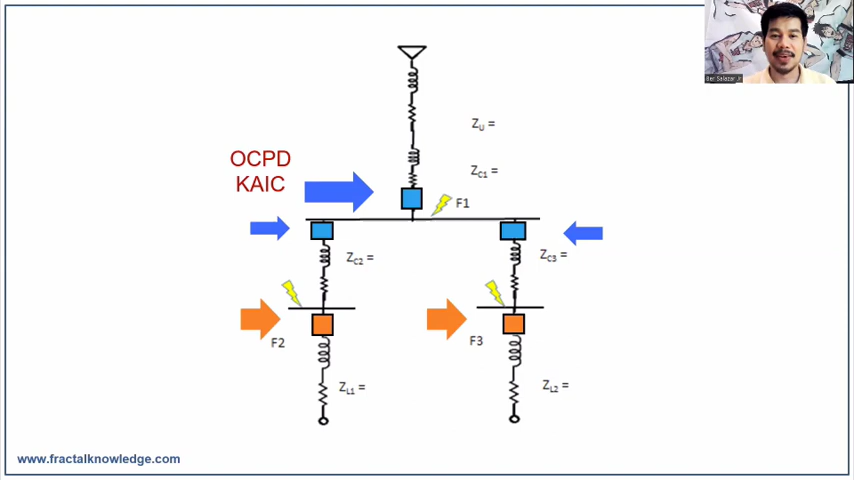 Z_U =
OCPD
KAIC
Z_C1 =
F1
Z_C2 =
Z_C3 =
F2
F3
Z_L1 =
Z_L2 =
www.fractalknowledge.com